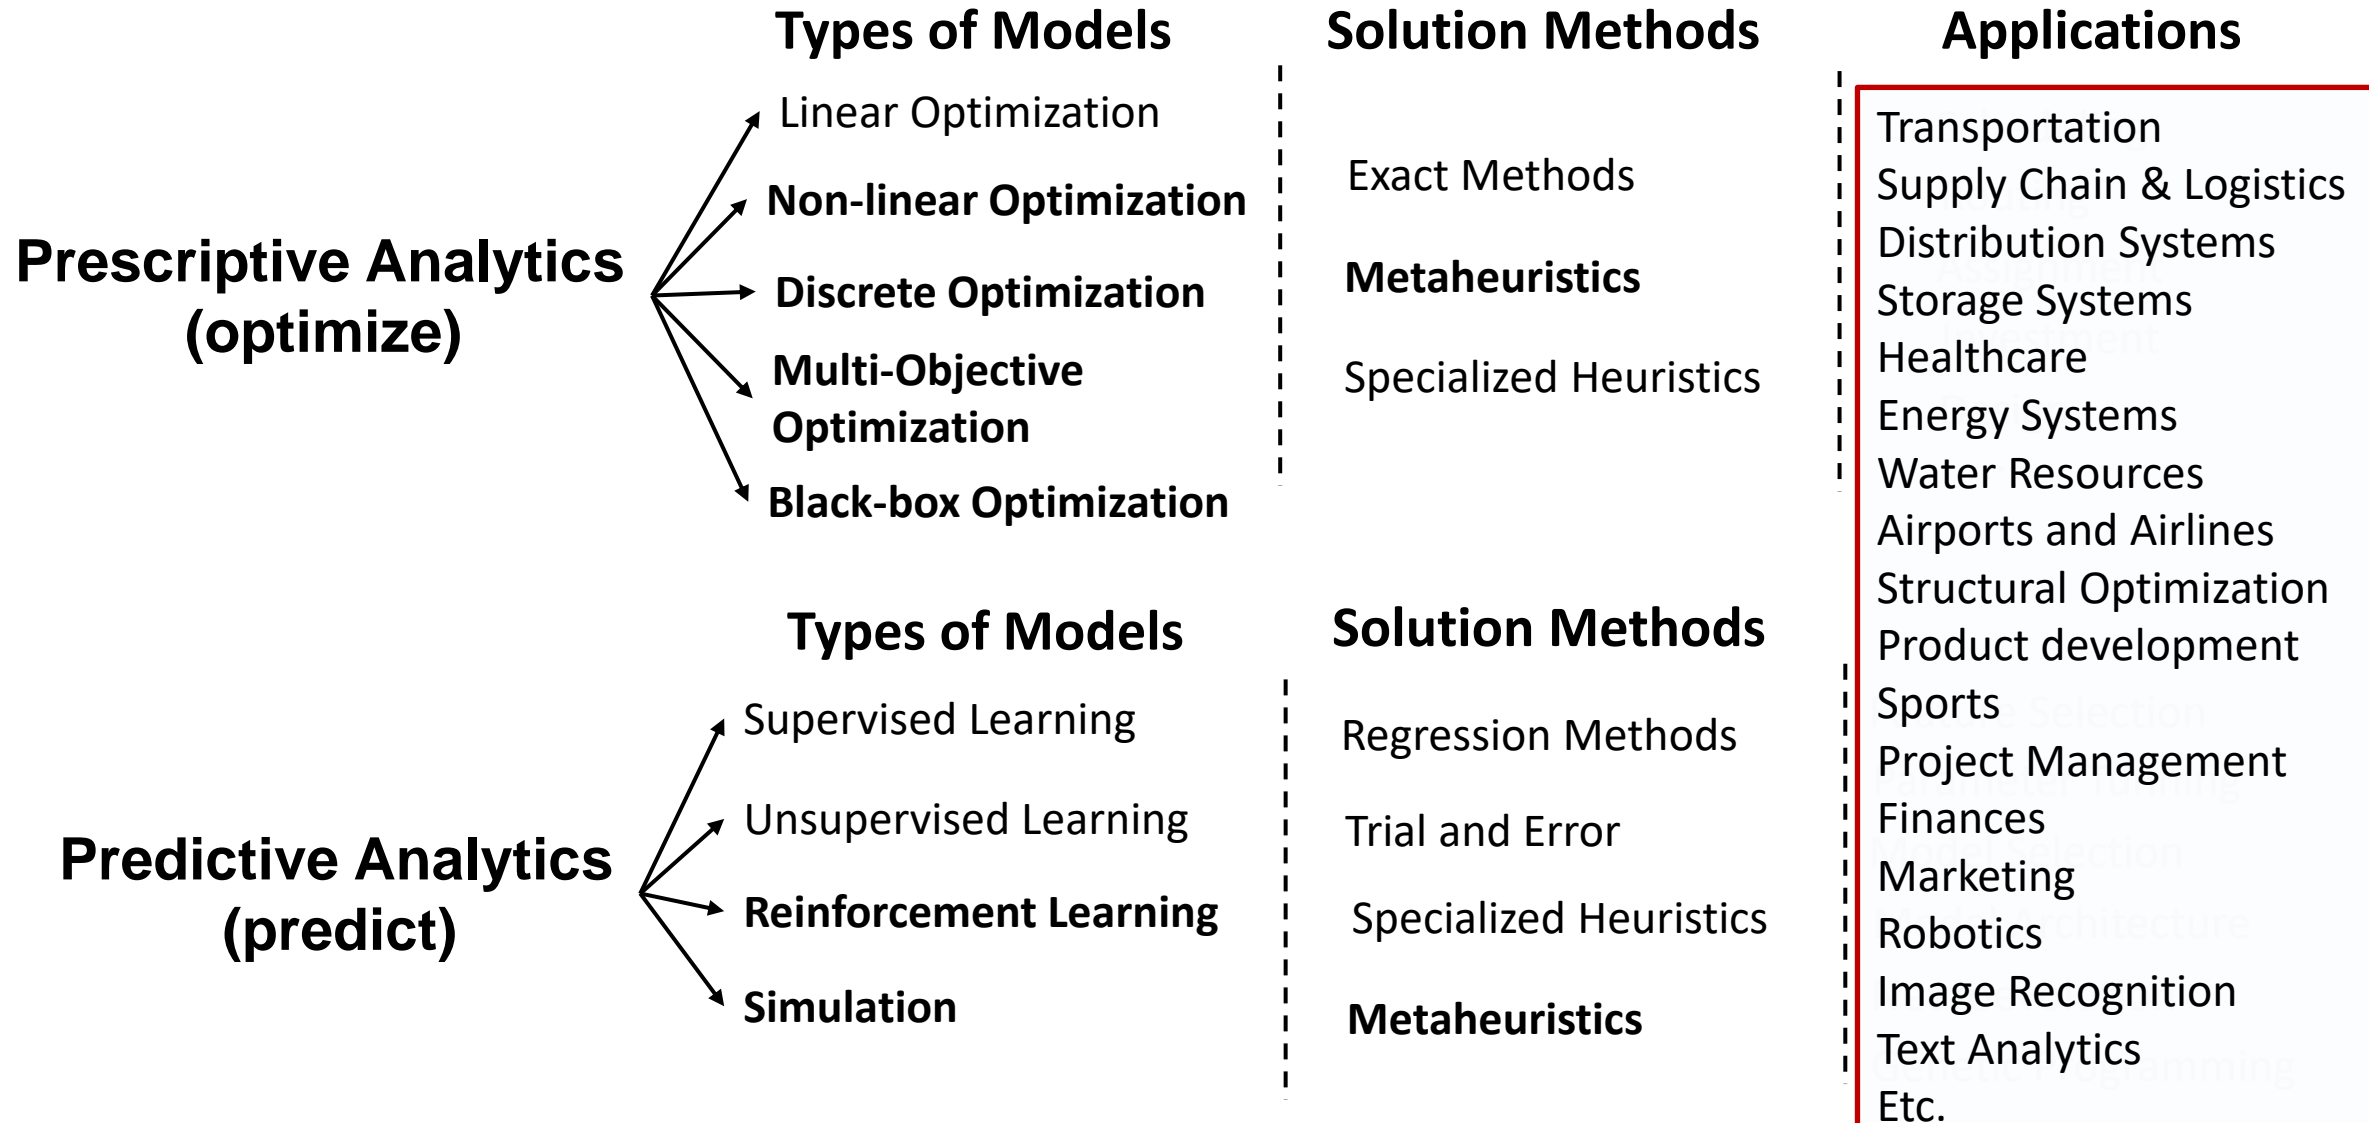 Types of Models
Linear Optimization
Non-linear Optimization
Discrete Optimization
Multi-Objective
Optimization
Black-box Optimization
Prescriptive Analytics
(optimize)
Solution Methods
Exact Methods
Metaheuristics
Specialized Heuristics
Types of Models
Supervised Learning
Unsupervised Learning
Reinforcement Learning
Simulation
Predictive Analytics
(predict)
Solution Methods
Regression Methods
Trial and Error
Specialized Heuristics
Metaheuristics
Applications
Transportation
Supply Chain & Logistics
Distribution Systems
Storage Systems
Healthcare
Energy Systems
Water Resources
Airports and Airlines
Structural Optimization
Product development
Sports
Project Management
Finances
Marketing
Robotics
Image Recognition
Text Analytics
Etc.